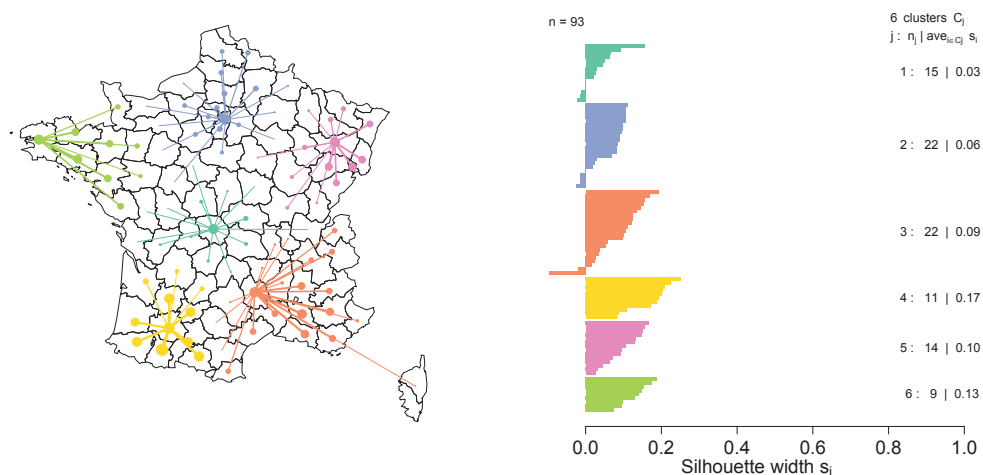 n = 93
6 clusters Cj
j : nj | avei∈Cj si
1 : 15 | 0.03
2 : 22 | 0.06
3 : 22 | 0.09
4 : 11 | 0.17
5 : 14 | 0.10
6 : 9 | 0.13
0.0 0.2 0.4 0.6 0.8 1.0
Silhouette width si